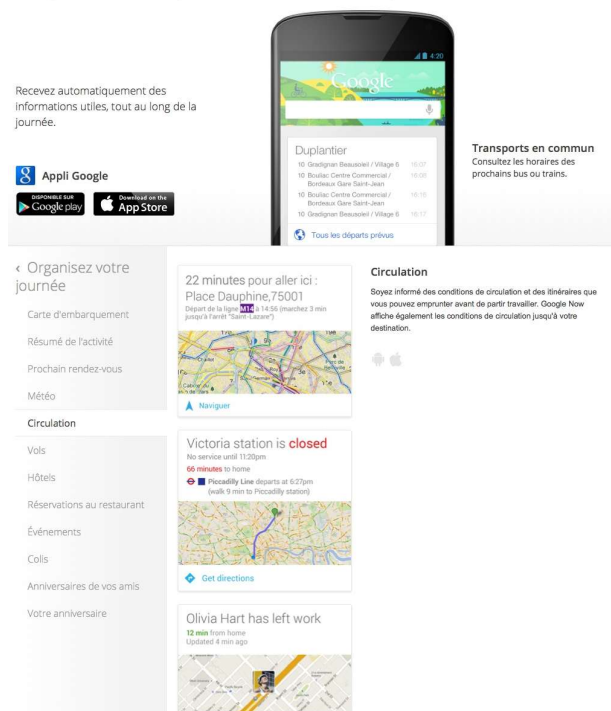 Recevez automatiquement des
informations utiles, tout au long de la
journée.
8 Appli Google
DISPONIBLE SUR
Google play
Download on the
App Store
4:20
Google
Duplantier
10 Gradignan Beausoleil / Village 6 16:07
10 Bouliac Centre Commercial / 16:08
Bordeaux Gare Saint-Jean
10 Bouliac Centre Commercial / 16:16
Bordeaux Gare Saint-Jean
10 Gradignan Beausoleil / Village 6 16:17
Tous les départs prévus
Transports en commun
Consultez les horaires des
prochains bus ou trains.
‹ Organisez votre
journée
Carte d'embarquement
Résumé de l'activité
Prochain rendez-vous
Météo
Circulation
Vols
Hôtels
Réservations au restaurant
Événements
Colis
Anniversaires de vos amis
Votre anniversaire
22 minutes pour aller ici :
Place Dauphine,75001
Départ de la ligne M14 à 14:56 (marchez 3 min
jusqu'à l'arrêt "Saint-Lazare")
Naviguer
Victoria station is closed
No service until 11:20pm
66 minutes to home
Piccadilly Line departs at 6:27pm
(walk 9 min to Piccadilly station)
Get directions
Olivia Hart has left work
12 min from home
Updated 4 min ago
Circulation
Soyez informé des conditions de circulation et des itinéraires que
vous pouvez emprunter avant de partir travailler. Google Now
affiche également les conditions de circulation jusqu'à votre
destination.